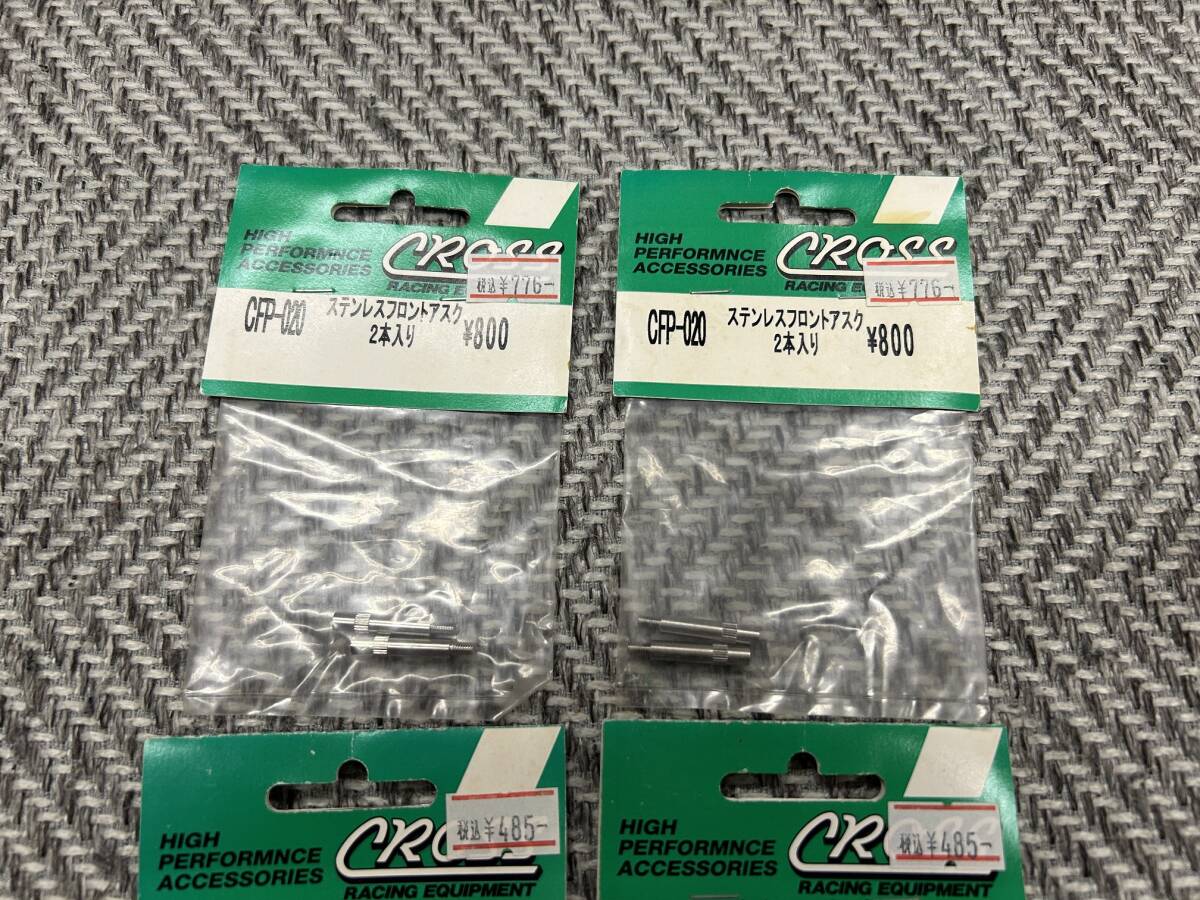 HIGH
PERFORMNCE
ACCESSORIES
CROSS
RACING
税込¥776-
CFP-020
ステンレスフロントアスク
2本入り
¥800
HIGH
PERFORMNCE
ACCESSORIES
CROSS
RACING
税込¥776-
CFP-020
ステンレスフロントアスク
2本入り
¥800
HIGH
PERFORMNCE
ACCESSORIES
CROSS
RACING EQUIPMENT
税込¥485-
HIGH
PERFORMNCE
ACCESSORIES
CROSS
RACING EQUIPMENT
税込¥485-